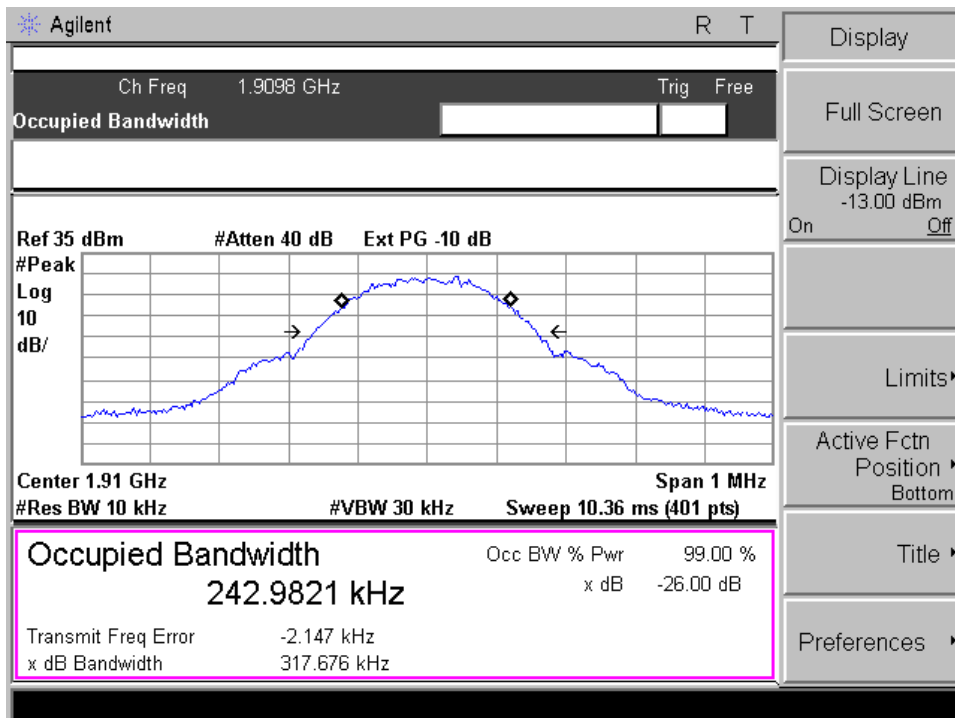 Agilent R T
Ch Freq 1.9098 GHz Trig Free
Occupied Bandwidth
Ref 35 dBm #Atten 40 dB Ext PG -10 dB
#Peak
Log
10
dB/
Center 1.91 GHz Span 1 MHz
#Res BW 10 kHz #VBW 30 kHz Sweep 10.36 ms (401 pts)
Occupied Bandwidth Occ BW % Pwr 99.00 %
242.9821 kHz x dB -26.00 dB
Transmit Freq Error -2.147 kHz
x dB Bandwidth 317.676 kHz
Display
Full Screen
Display Line
-13.00 dBm
On Off
Limits
Active Fctn
Position
Bottom
Title
Preferences